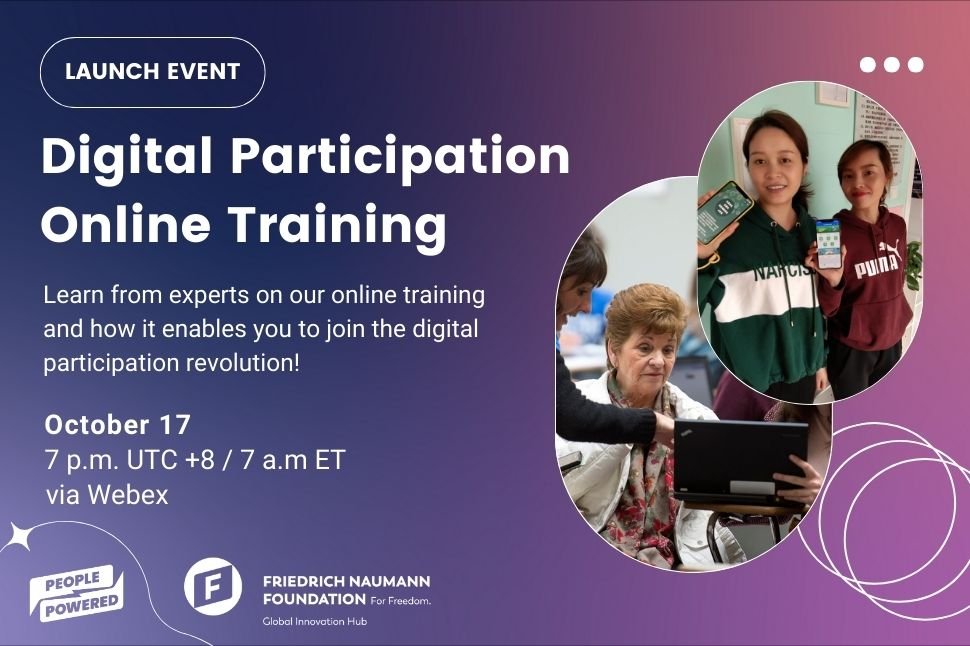 LAUNCH EVENT
Digital Participation
Online Training
Learn from experts on our online training
and how it enables you to join the digital
participation revolution!
October 17
7 p.m. UTC +8 / 7 a.m ET
via Webex
PEOPLE
POWERED
FRIEDRICH NAUMANN
FOUNDATION For Freedom.
Global Innovation Hub
PUMA